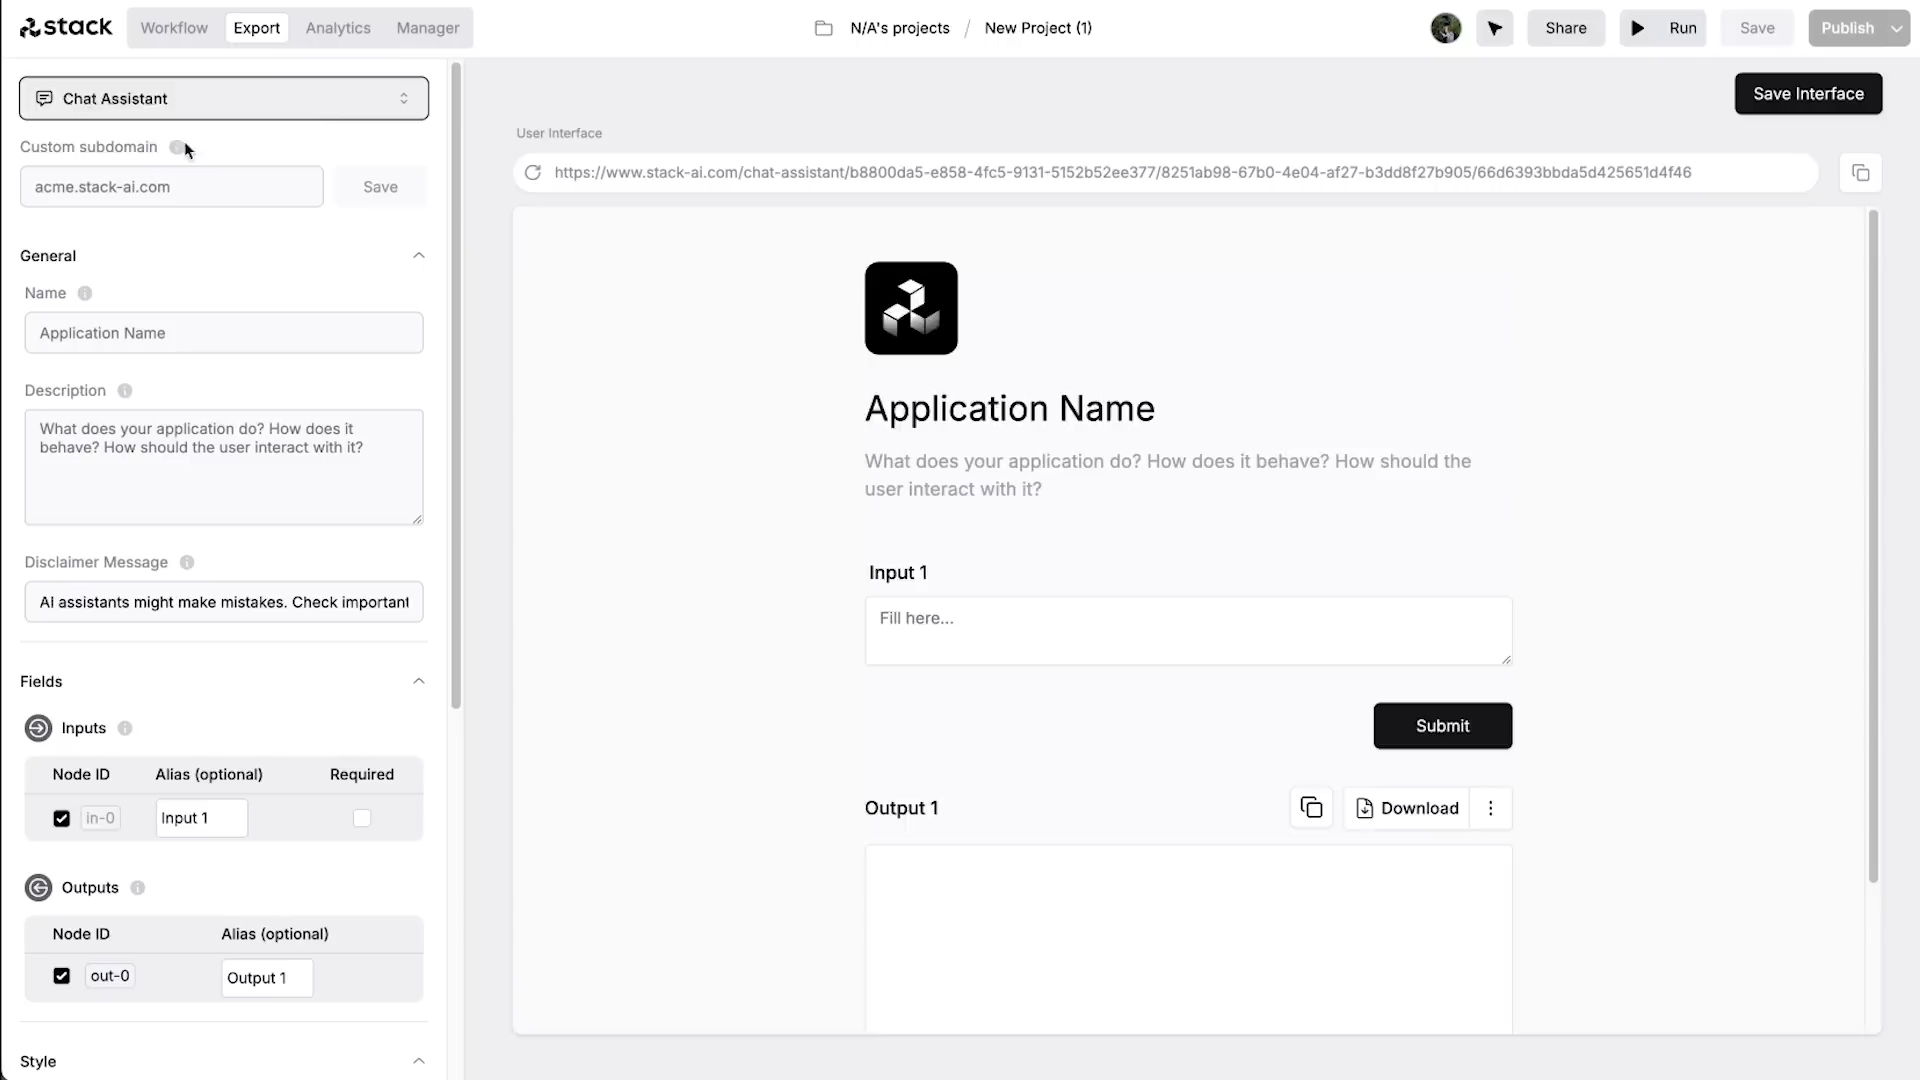 stack
Workflow
Export
Analytics
Manager
N/A's projects / New Project (1)
Share
Run
Save
Publish
Chat Assistant
Custom subdomain
acme.stack-ai.com
Save
General
Name
Application Name
Description
What does your application do? How does it
behave? How should the user interact with it?
Disclaimer Message
AI assistants might make mistakes. Check important
Fields
Inputs
Node ID Alias (optional) Required
in-0 Input 1
Outputs
Node ID Alias (optional)
out-0 Output 1
Style
Save Interface
User Interface
https://www.stack-ai.com/chat-assistant/b8800da5-e858-4fc5-9131-5152b52ee377/8251ab98-67b0-4e04-af27-b3dd8f27b905/66d6393bbda5d425651d4f46
Application Name
What does your application do? How does it behave? How should the
user interact with it?
Input 1
Fill here...
Submit
Output 1
Download